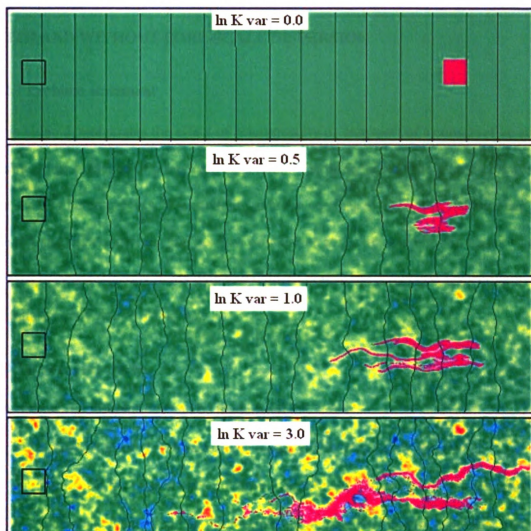 ln K var = 0.0
ln K var = 0.5
ln K var = 1.0
ln K var = 3.0